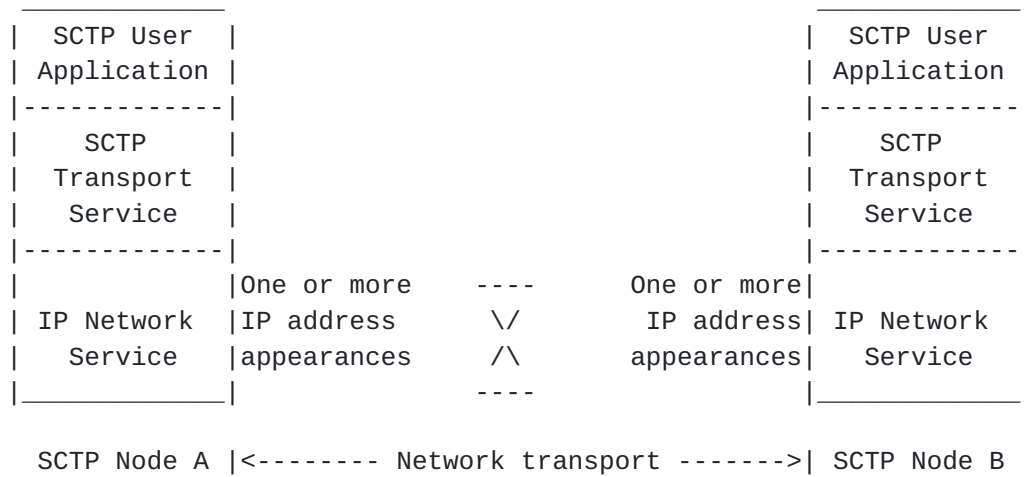 SCTP User SCTP User
Application Application
SCTP SCTP
Transport Transport
Service Service
One or more One or more
IP Network IP address IP address IP Network
Service appearances appearances Service
SCTP Node A |<-------- Network transport ------->| SCTP Node B